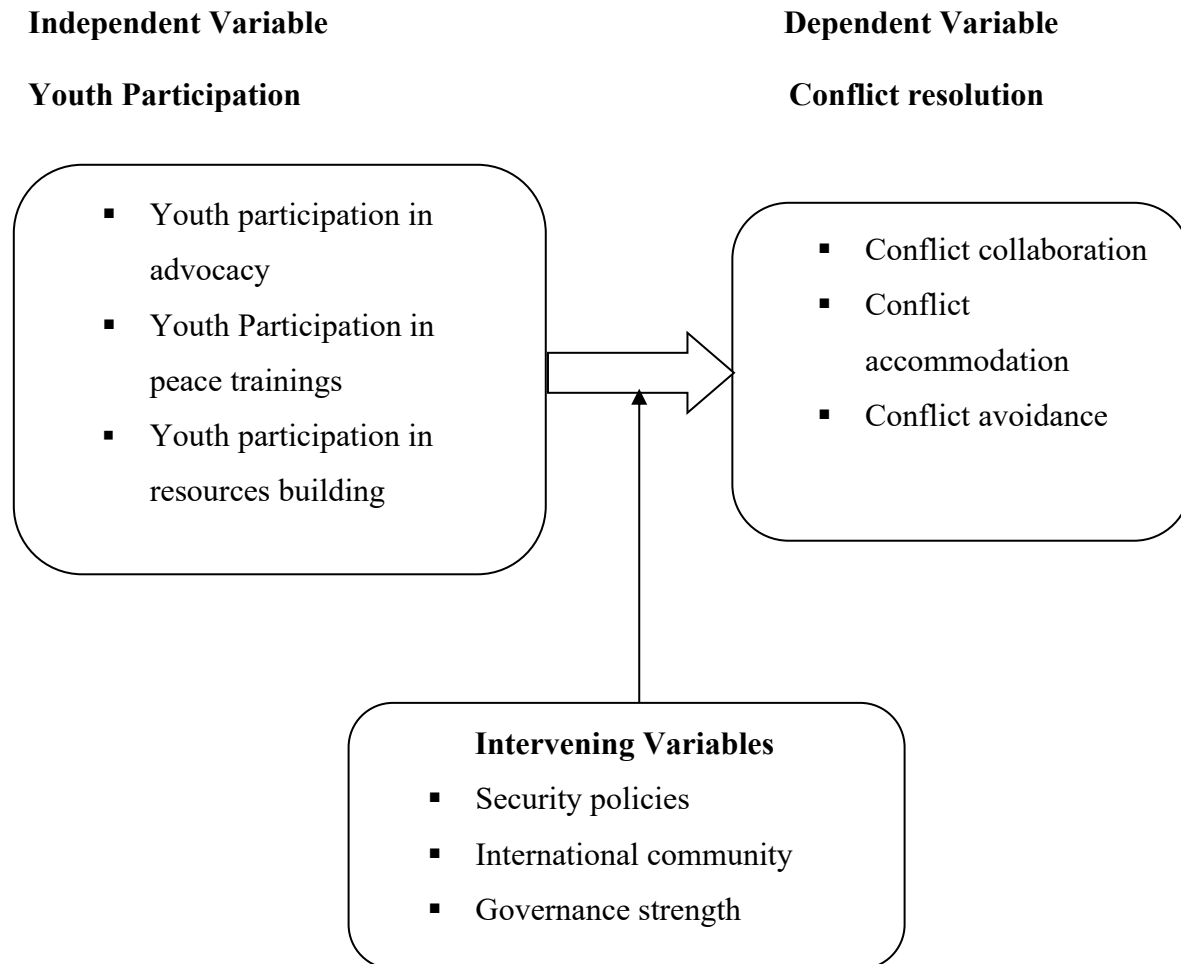 Independent Variable
Dependent Variable
Youth Participation
Conflict resolution
▪ Youth participation in
advocacy
▪ Youth Participation in
peace trainings
▪ Youth participation in
resources building
▪ Conflict collaboration
▪ Conflict
accommodation
▪ Conflict avoidance
Intervening Variables
▪ Security policies
▪ International community
▪ Governance strength